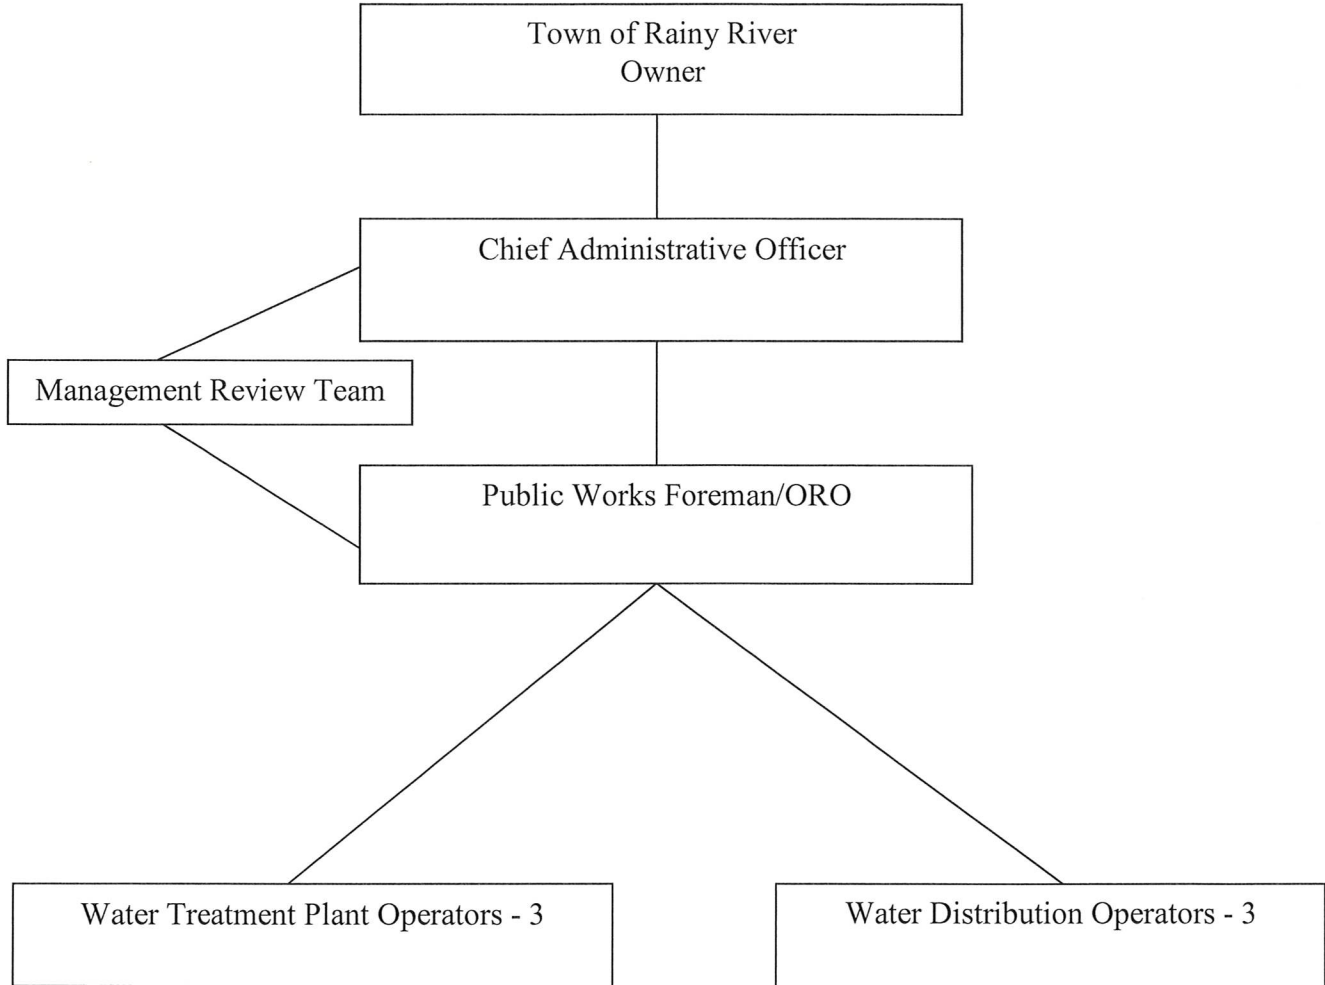 Town of Rainy River
Owner
Chief Administrative Officer
Management Review Team
Public Works Foreman/ORO
Water Treatment Plant Operators - 3
Water Distribution Operators - 3